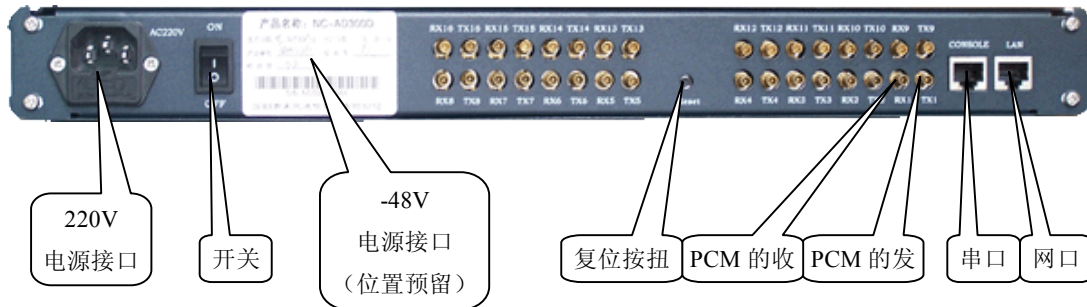 ON
AC220V
OFF
产品名称：NC-AD300D
RX16 TX16 RX15 TX15 RX14 TX14 RX13 TX13
RX8 TX8 RX7 TX7 RX6 TX6 RX5 TX5
RX12 TX12 RX11 TX11 RX10 TX10 RX9 TX9
RX4 TX4 RX3 TX3 RX2 RX1 TX1
CONSOLE
LAN
220V
电源接口
开关
-48V
电源接口
（位置预留）
复位按扭
PCM 的收
PCM 的发
串口
网口